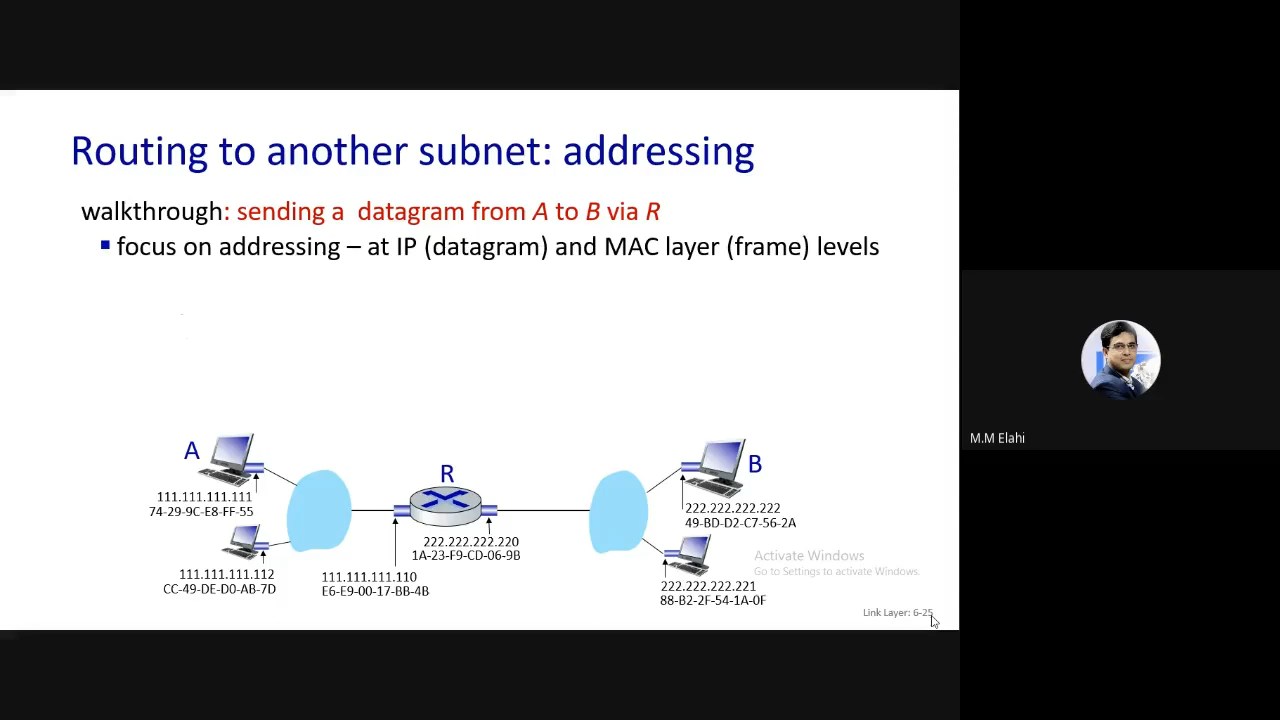 Routing to another subnet: addressing
walkthrough: sending a datagram from A to B via R
focus on addressing – at IP (datagram) and MAC layer (frame) levels
A
R
B
111.111.111.111
74-29-9C-E8-FF-55
222.222.222.222
49-BD-D2-C7-56-2A
222.222.222.220
1A-23-F9-CD-06-9B
111.111.111.112
CC-49-DE-D0-AB-7D
111.111.111.110
E6-E9-00-17-BB-4B
222.222.222.221
88-B2-2F-54-1A-0F
Activate Windows
Go to Settings to activate Windows.
Link Layer: 6-25
M.M Elahi